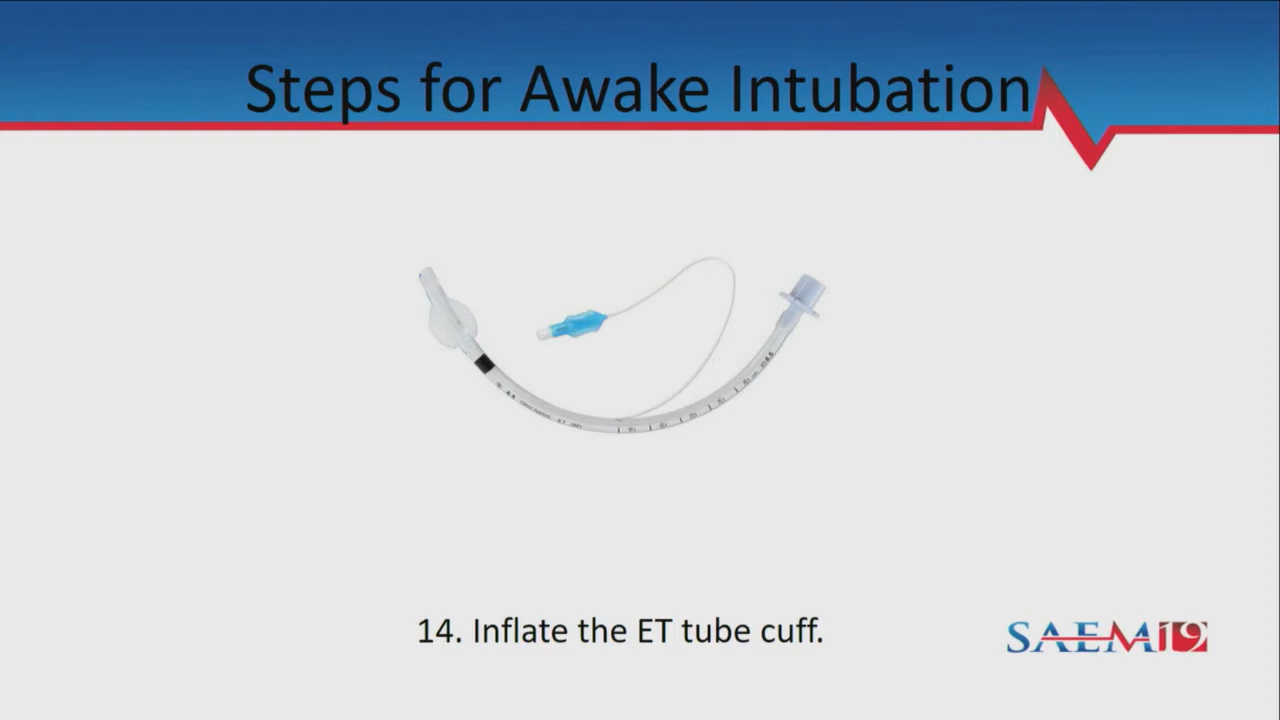 Steps for Awake Intubation
14. Inflate the ET tube cuff.
SAEM19